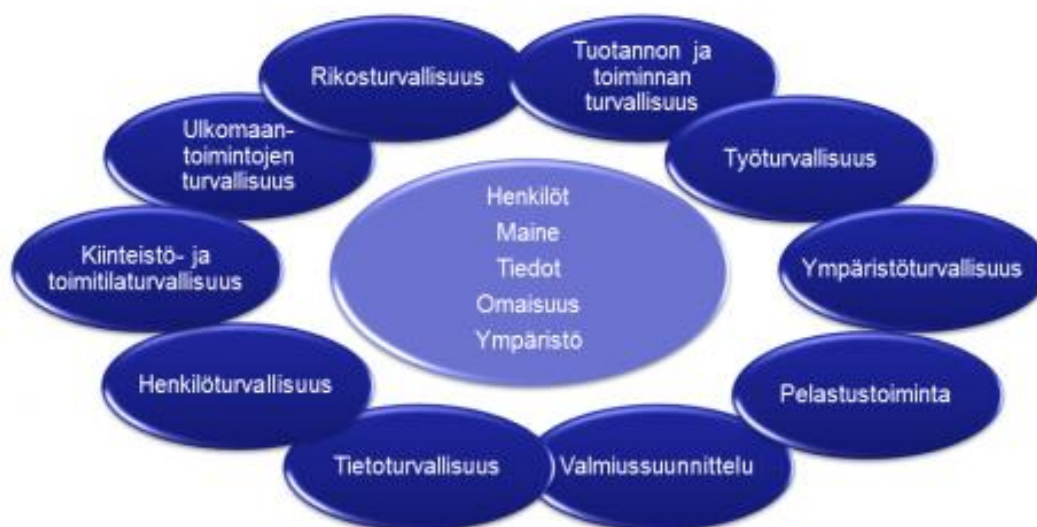 Rikosturvallisuus
Tuotannon ja
toiminnan
turvallisuus
Työturvallisuus
Ympäristöturvallisuus
Pelastustoiminta
Valmiussuunnittelu
Tietoturvallisuus
Henkilöturvallisuus
Kiinteistö- ja
toimitilaturvallisuus
Ulkomaan-
toimintojen
turvallisuus
Henkilöt
Maine
Tiedot
Omaisuus
Ympäristö